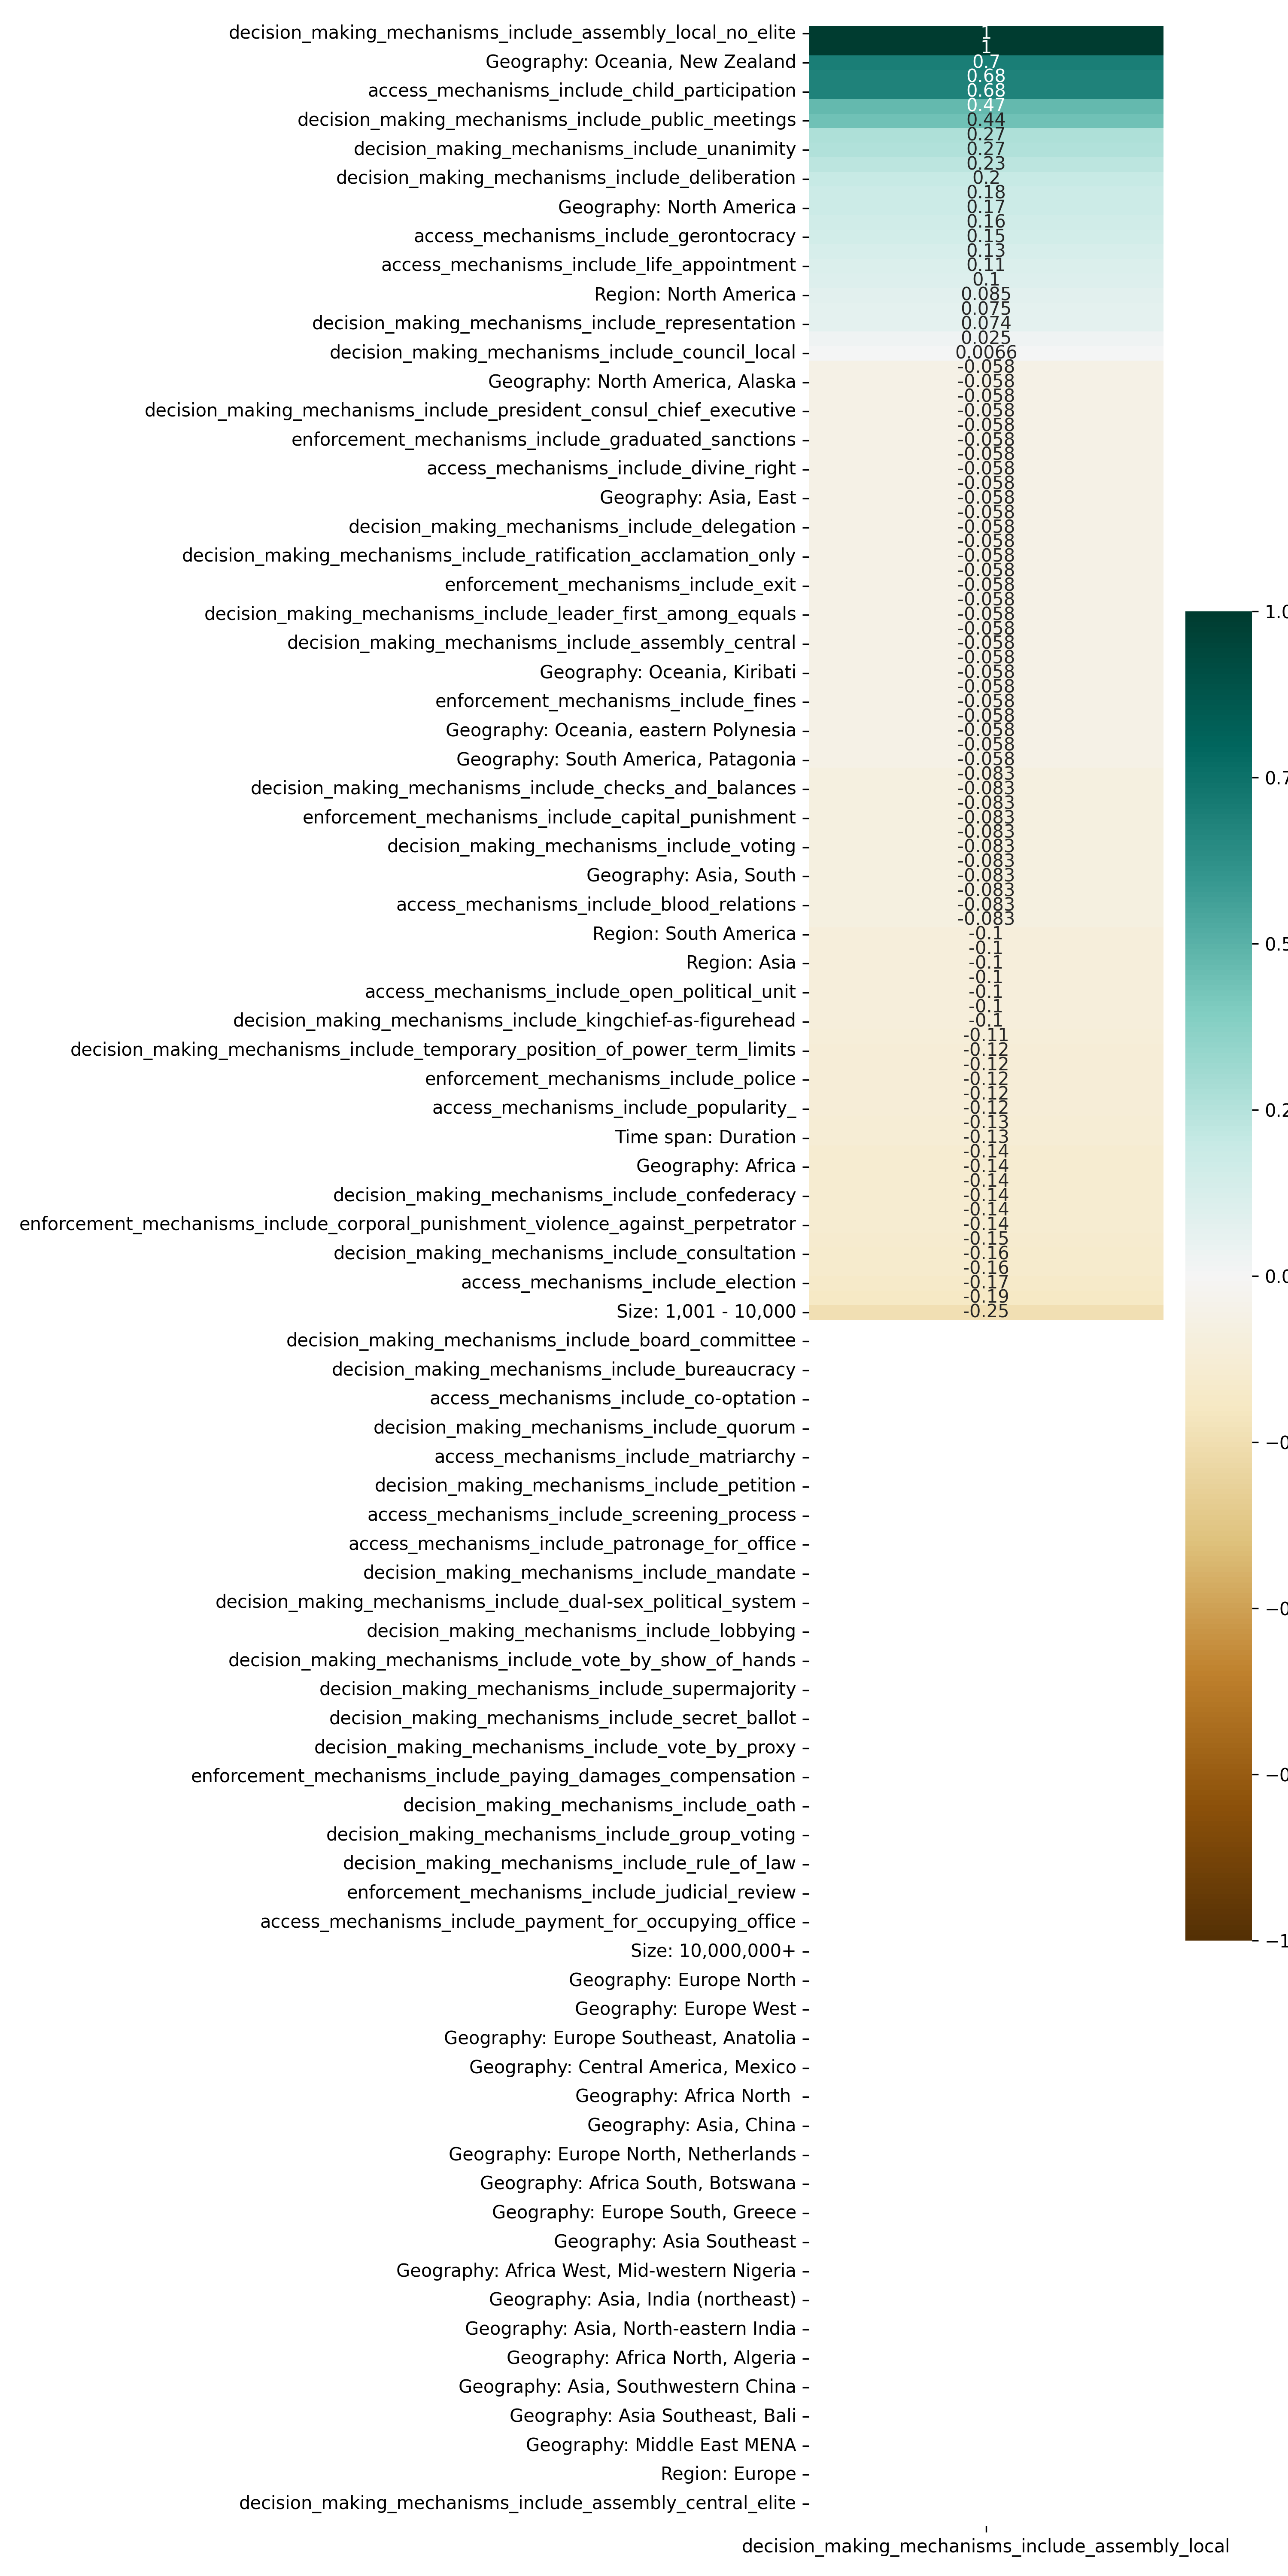 decision_making_mechanisms_include_assembly_local_no_elite 1
1
Geography: Oceania, New Zealand 0.7
0.68
access_mechanisms_include_child_participation 0.68
0.47
decision_making_mechanisms_include_public_meetings 0.44
0.27
decision_making_mechanisms_include_unanimity 0.27
0.23
decision_making_mechanisms_include_deliberation 0.2
0.18
Geography: North America 0.17
0.16
access_mechanisms_include_gerontocracy 0.15
0.13
access_mechanisms_include_life_appointment 0.11
0.1
Region: North America 0.085
0.075
decision_making_mechanisms_include_representation 0.074
0.025
decision_making_mechanisms_include_council_local 0.0066
-0.058
Geography: North America, Alaska -0.058
-0.058
decision_making_mechanisms_include_president_consul_chief_executive -0.058
-0.058
enforcement_mechanisms_include_graduated_sanctions -0.058
-0.058
access_mechanisms_include_divine_right -0.058
-0.058
Geography: Asia, East -0.058
-0.058
decision_making_mechanisms_include_delegation -0.058
-0.058
decision_making_mechanisms_include_ratification_acclamation_only -0.058
-0.058
enforcement_mechanisms_include_exit -0.058
-0.058
decision_making_mechanisms_include_leader_first_among_equals -0.058
-0.058
decision_making_mechanisms_include_assembly_central -0.058
-0.058
Geography: Oceania, Kiribati -0.058
-0.058
enforcement_mechanisms_include_fines -0.058
-0.058
Geography: Oceania, eastern Polynesia -0.058
-0.058
Geography: South America, Patagonia -0.058
-0.083
decision_making_mechanisms_include_checks_and_balances -0.083
-0.083
enforcement_mechanisms_include_capital_punishment -0.083
-0.083
decision_making_mechanisms_include_voting -0.083
-0.083
Geography: Asia, South -0.083
-0.083
access_mechanisms_include_blood_relations -0.083
-0.083
Region: South America -0.1
-0.1
Region: Asia -0.1
-0.1
access_mechanisms_include_open_political_unit -0.1
-0.1
decision_making_mechanisms_include_kingchief-as-figurehead -0.1
-0.11
decision_making_mechanisms_include_temporary_position_of_power_term_limits -0.12
-0.12
enforcement_mechanisms_include_police -0.12
-0.12
access_mechanisms_include_popularity_ -0.12
-0.13
Time span: Duration -0.13
-0.14
Geography: Africa -0.14
-0.14
decision_making_mechanisms_include_confederacy -0.14
-0.14
enforcement_mechanisms_include_corporal_punishment_violence_against_perpetrator -0.14
-0.15
decision_making_mechanisms_include_consultation -0.16
-0.16
access_mechanisms_include_election -0.17
-0.19
Size: 1,001 - 10,000 -0.25
decision_making_mechanisms_include_board_committee
decision_making_mechanisms_include_bureaucracy
access_mechanisms_include_co-optation
decision_making_mechanisms_include_quorum
access_mechanisms_include_matriarchy
decision_making_mechanisms_include_petition
access_mechanisms_include_screening_process
access_mechanisms_include_patronage_for_office
decision_making_mechanisms_include_mandate
decision_making_mechanisms_include_dual-sex_political_system
decision_making_mechanisms_include_lobbying
decision_making_mechanisms_include_vote_by_show_of_hands
decision_making_mechanisms_include_supermajority
decision_making_mechanisms_include_secret_ballot
decision_making_mechanisms_include_vote_by_proxy
enforcement_mechanisms_include_paying_damages_compensation
decision_making_mechanisms_include_oath
decision_making_mechanisms_include_group_voting
decision_making_mechanisms_include_rule_of_law
enforcement_mechanisms_include_judicial_review
access_mechanisms_include_payment_for_occupying_office
Size: 10,000,000+
Geography: Europe North
Geography: Europe West
Geography: Europe Southeast, Anatolia
Geography: Central America, Mexico
Geography: Africa North
Geography: Asia, China
Geography: Europe North, Netherlands
Geography: Africa South, Botswana
Geography: Europe South, Greece
Geography: Asia Southeast
Geography: Africa West, Mid-western Nigeria
Geography: Asia, India (northeast)
Geography: Asia, North-eastern India
Geography: Africa North, Algeria
Geography: Asia, Southwestern China
Geography: Asia Southeast, Bali
Geography: Middle East MENA
Region: Europe
decision_making_mechanisms_include_assembly_central_elite
decision_making_mechanisms_include_assembly_local
1.0
0.7
0.5
0.2
0.0